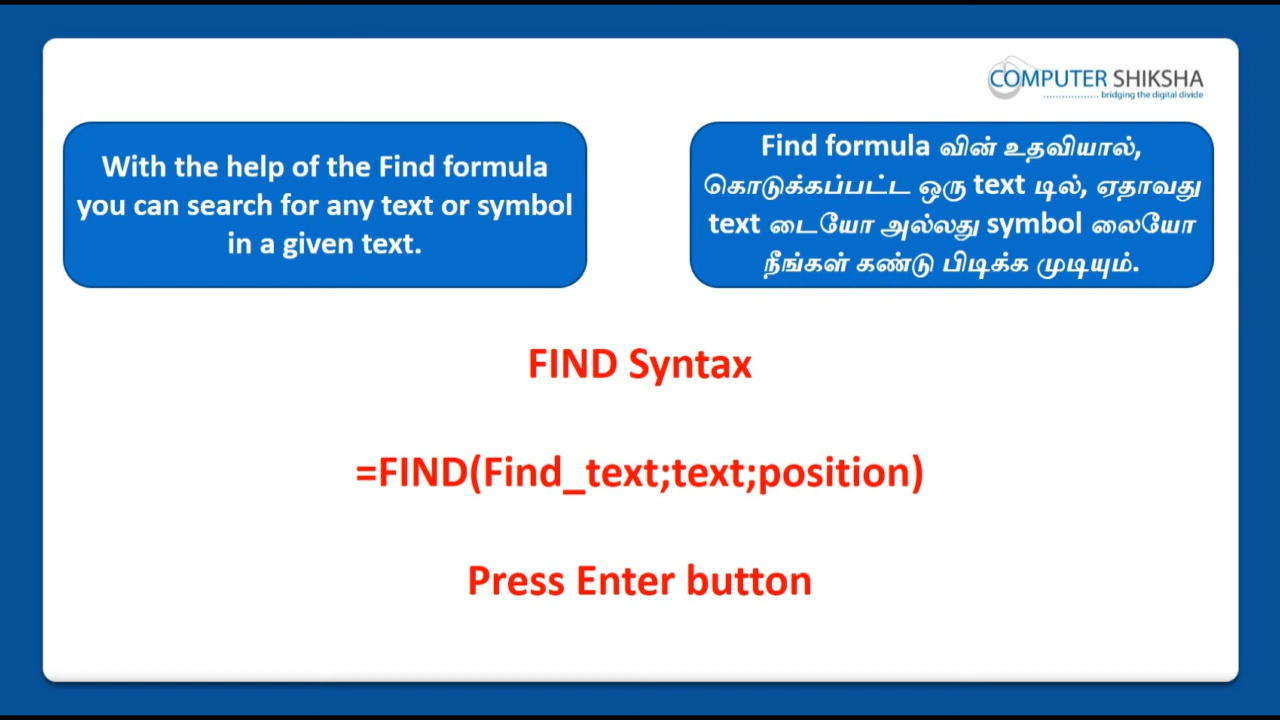 COMPUTER SHIKSHA
bridging the digital divide
With the help of the Find formula
you can search for any text or symbol
in a given text.
Find formula வின் உதவியால்,
கொடுக்கப்பட்ட ஒரு text டில், ஏதாவது
text டையோ அல்லது symbol லையோ
நீங்கள் கண்டு பிடிக்க முடியும்.
FIND Syntax
=FIND(Find_text;text;position)
Press Enter button